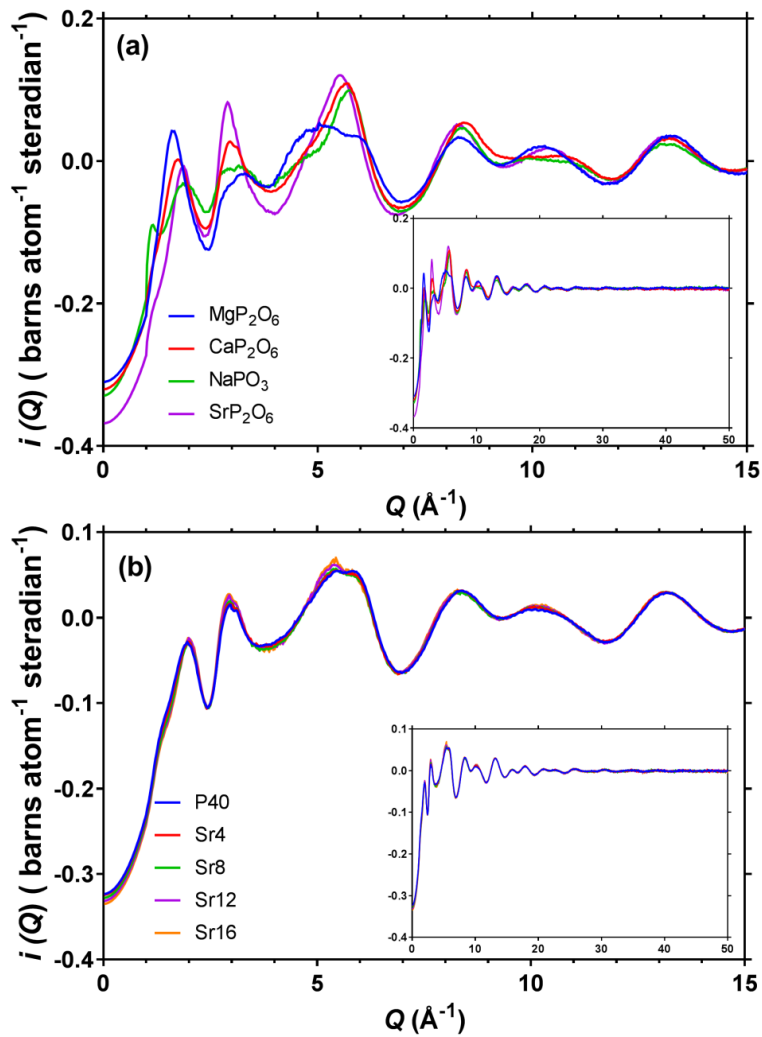 (a)
i (Q) ( barns atom⁻¹ steradian⁻¹)
0.2
0.1
0.0
-0.2
-0.4
MgP₂O₆
CaP₂O₆
NaPO₃
SrP₂O₆
0.2
0.0
-0.2
-0.4
0 10 20 30 40 50
0 5 10 15
Q (Å⁻¹)
(b)
i (Q) ( barns atom⁻¹ steradian⁻¹)
0.1
0.0
-0.1
-0.2
-0.3
-0.4
P40
Sr4
Sr8
Sr12
Sr16
0.1
0.0
-0.1
-0.2
-0.3
-0.4
0 10 20 30 40 50
0 5 10 15
Q (Å⁻¹)